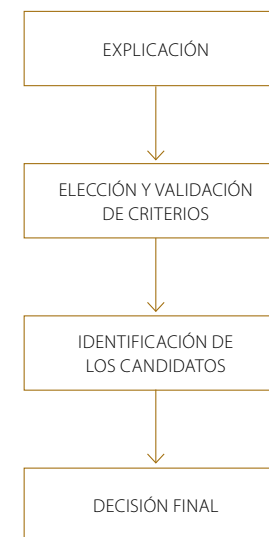 EXPLICACIÓN
ELECCIÓN Y VALIDACIÓN
DE CRITERIOS
IDENTIFICACIÓN DE
LOS CANDIDATOS
DECISIÓN FINAL